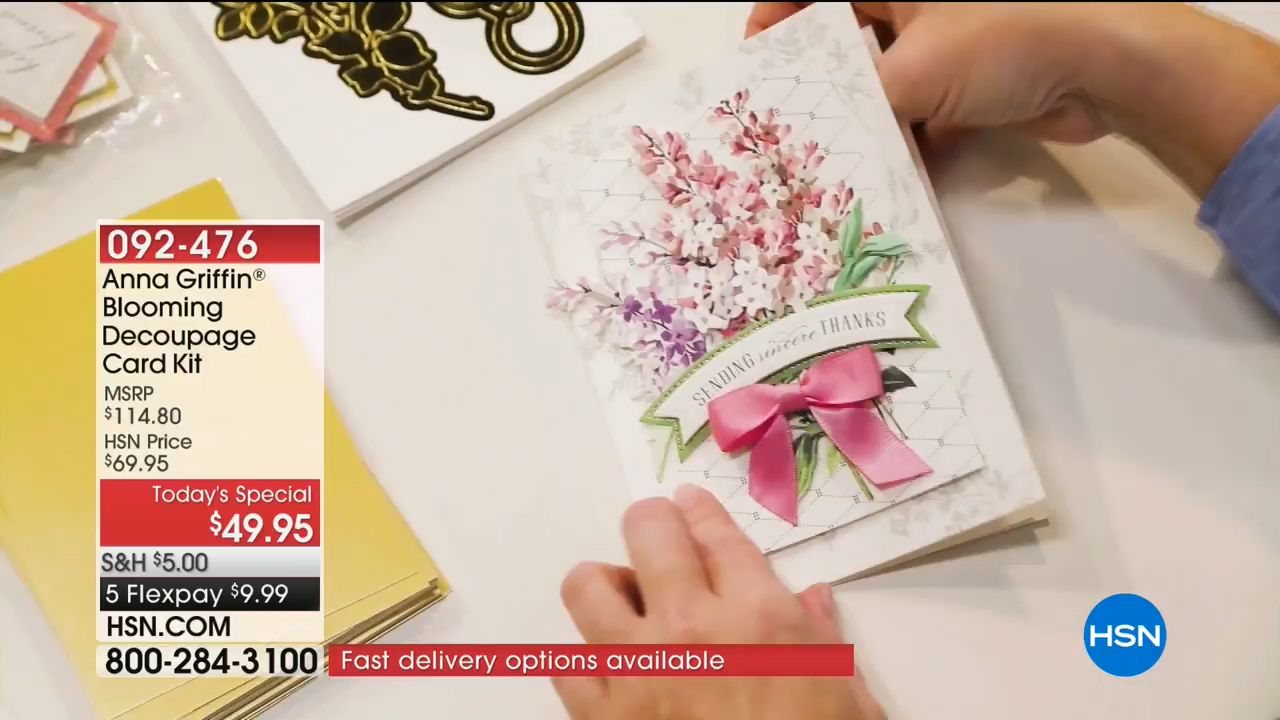 092-476
Anna Griffin®
Blooming
Decoupage
Card Kit
MSRP
$114.80
HSN Price
$69.95
Today's Special
$49.95
S&H $5.00
5 Flexpay $9.99
HSN.COM
800-284-3100
Fast delivery options available
SENDING sincere THANKS
HSN